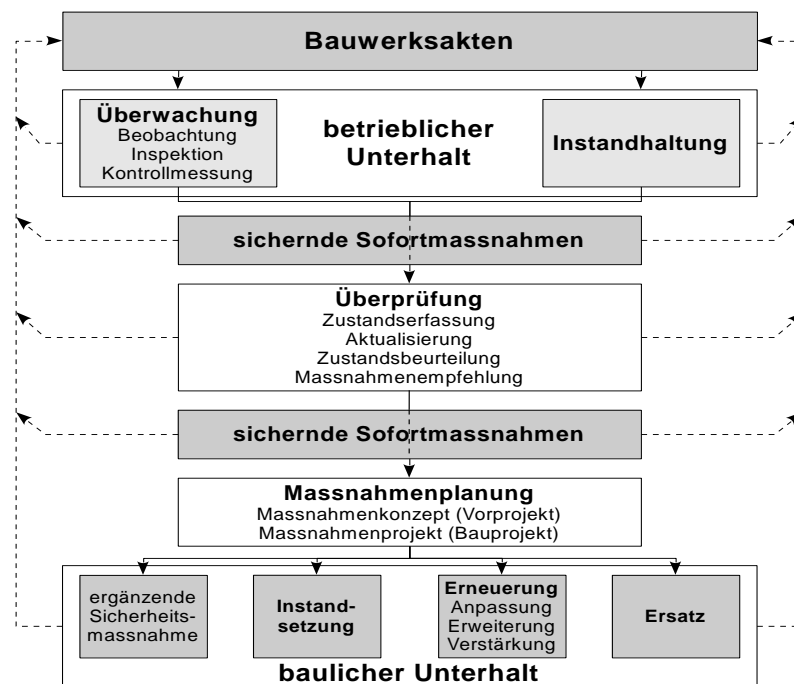 Bauwerksakten
Überwachung
Beobachtung
Inspektion
Kontrollmessung
betrieblicher
Unterhalt
Instandhaltung
sichernde Sofortmassnahmen
Überprüfung
Zustandserfassung
Aktualisierung
Zustandsbeurteilung
Massnahmenempfehlung
sichernde Sofortmassnahmen
Massnahmenplanung
Massnahmenkonzept (Vorprojekt)
Massnahmenprojekt (Bauprojekt)
ergänzende
Sicherheits-
massnahme
Instand-
setzung
Erneuerung
Anpassung
Erweiterung
Verstärkung
Ersatz
baulicher Unterhalt